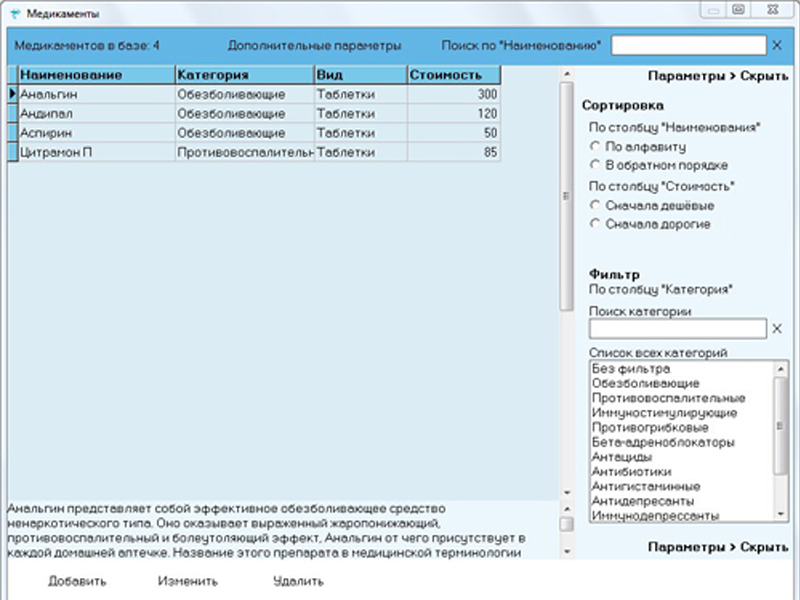 Медикаменты
Медикаментов в базе: 4 Дополнительные параметры Поиск по "Наименованию" X
Наименование Категория Вид Стоимость
Анальгин Обезболивающие Таблетки 300
Андипал Обезболивающие Таблетки 120
Аспирин Обезболивающие Таблетки 50
Цитрамон П Противовоспалительн Таблетки 85
Параметры > Скрыть
Сортировка
По столбцу "Наименования"
По алфавиту
В обратном порядке
По столбцу "Стоимость"
Сначала дешёвые
Сначала дорогие
Фильтр
По столбцу "Категория"
Поиск категории
X
Список всех категорий
Без фильтра
Обезболивающие
Противовоспалительные
Иммуностимулирующие
Противогрибковые
Бета-адреноблокаторы
Антациды
Антибиотики
Антигистаминные
Антидепресанты
Иммунодепрессанты
Параметры > Скрыть
Анальгин представляет собой эффективное обезболивающее средство
ненаркотического типа. Оно оказывает выраженный жаропонижающий,
противовоспалительный и болеутоляющий эффект, Анальгин от чего присутствует в
каждой домашней аптечке. Название этого препарата в медицинской терминологии
Добавить Изменить Удалить